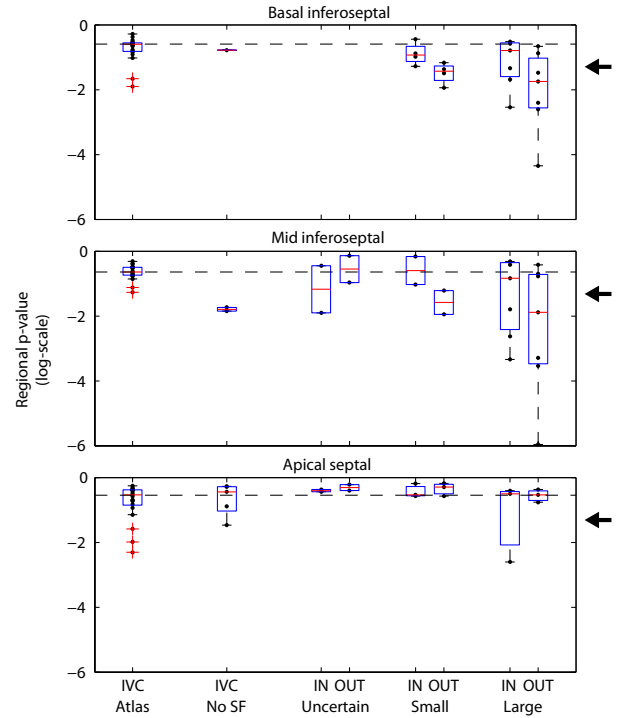 Basal inferoseptal
0
−2
−4
−6
Mid inferoseptal
0
−2
−4
−6
Regional p-value
(log-scale)
Apical septal
0
−2
−4
−6
IVC IVC IN OUT IN OUT IN OUT
Atlas No SF Uncertain Small Large